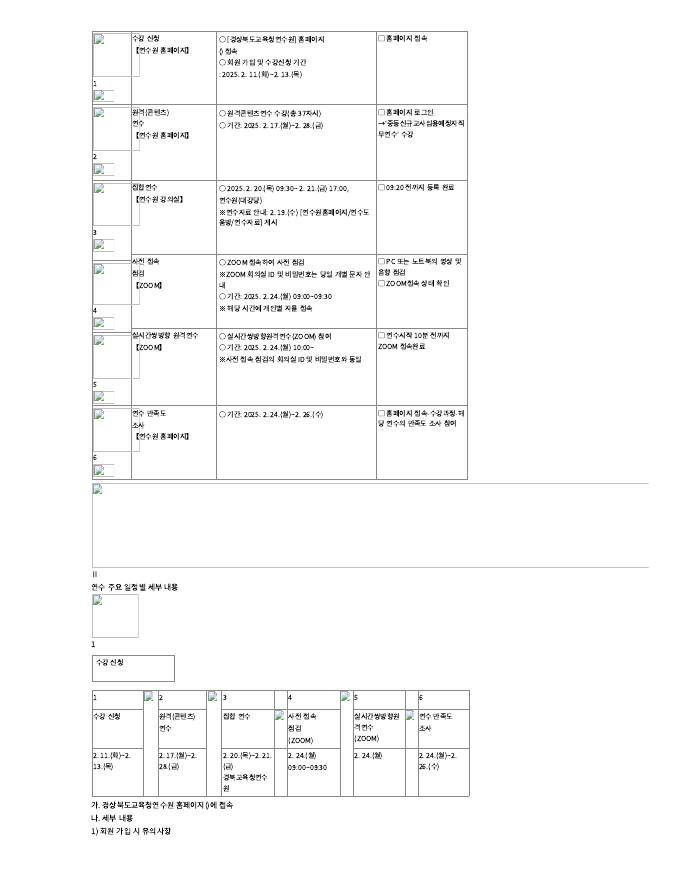 수강 신청
【연수원 홈페이지】
○ [경상북도교육청연수원] 홈페이지
() 접속
○ 회원 가입 및 수강신청 기간
: 2025. 2. 11.(화)~2. 13.(목)
□ 홈페이지 접속
1
원격(콘텐츠)
연수
【연수원 홈페이지】
○ 원격콘텐츠연수 수강(총 37차시)
○ 기간: 2025. 2. 17.(월)~2. 28.(금)
□ 홈페이지 로그인
→'중등신규교사임용예정자직
무연수' 수강
2
집합 연수
【연수원 강의실】
○ 2025. 2. 20.(목) 09:30~2. 21.(금) 17:00,
연수원(대강당)
※ 연수자료 안내: 2. 19.(수) [연수원홈페이지/연수도
움방/연수자료] 게시
□ 09:20 전까지 등록 완료
3
사전 접속
점검
【ZOOM】
○ ZOOM 접속하여 사전 점검
※ZOOM 회의실 ID 및 비밀번호는 당일 개별 문자 안
내
○ 기간: 2025. 2. 24.(월) 09:00~09:30
※ 해당 시간에 개인별 자율 접속
□ PC 또는 노트북의 영상 및
음향 점검
□ ZOOM접속 상태 확인
4
실시간쌍방향 원격연수
【ZOOM】
○ 실시간쌍방향원격연수(ZOOM) 참여
○ 기간: 2025. 2. 24.(월) 10:00~
※사전 접속 점검의 회의실 ID 및 비밀번호와 동일
□ 연수시작 10분 전까지
ZOOM 접속완료
5
연수 만족도
조사
【연수원 홈페이지】
○ 기간: 2025. 2. 24.(월)~2. 26.(수)
□ 홈페이지 접속-수강과정-해
당 연수의 만족도 조사 참여
6
Ⅱ
연수 주요 일정별 세부 내용
1
수강 신청
1
2
3
4
5
6
수강 신청
원격(콘텐츠)
연수
집합 연수
사전 접속
점검
(ZOOM)
실시간쌍방향원
격연수
(ZOOM)
연수 만족도
조사
2. 11.(화)~2.
13.(목)
2. 17.(월)~2.
28.(금)
2. 20.(목)~2. 21.
(금)
경북교육청연수
원
2. 24.(월)
09:00~09:30
2. 24.(월)
2. 24.(월)~2.
26.(수)
가. 경상북도교육청연수원 홈페이지()에 접속
나. 세부 내용
1) 회원 가입 시 유의사항